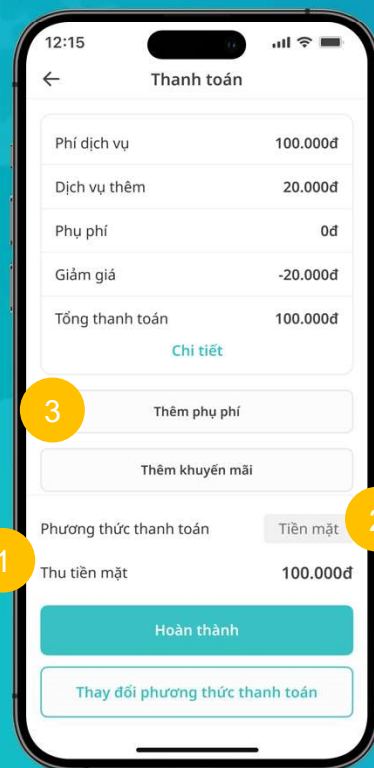 12:15
Thanh toán
Phí dịch vụ 100.000đ
Dịch vụ thêm 20.000đ
Phụ phí 0đ
Giảm giá -20.000đ
Tổng thanh toán 100.000đ
Chi tiết
3 Thêm phụ phí
Thêm khuyến mãi
Phương thức thanh toán Tiền mặt 2
1 Thu tiền mặt 100.000đ
Hoàn thành
Thay đổi phương thức thanh toán